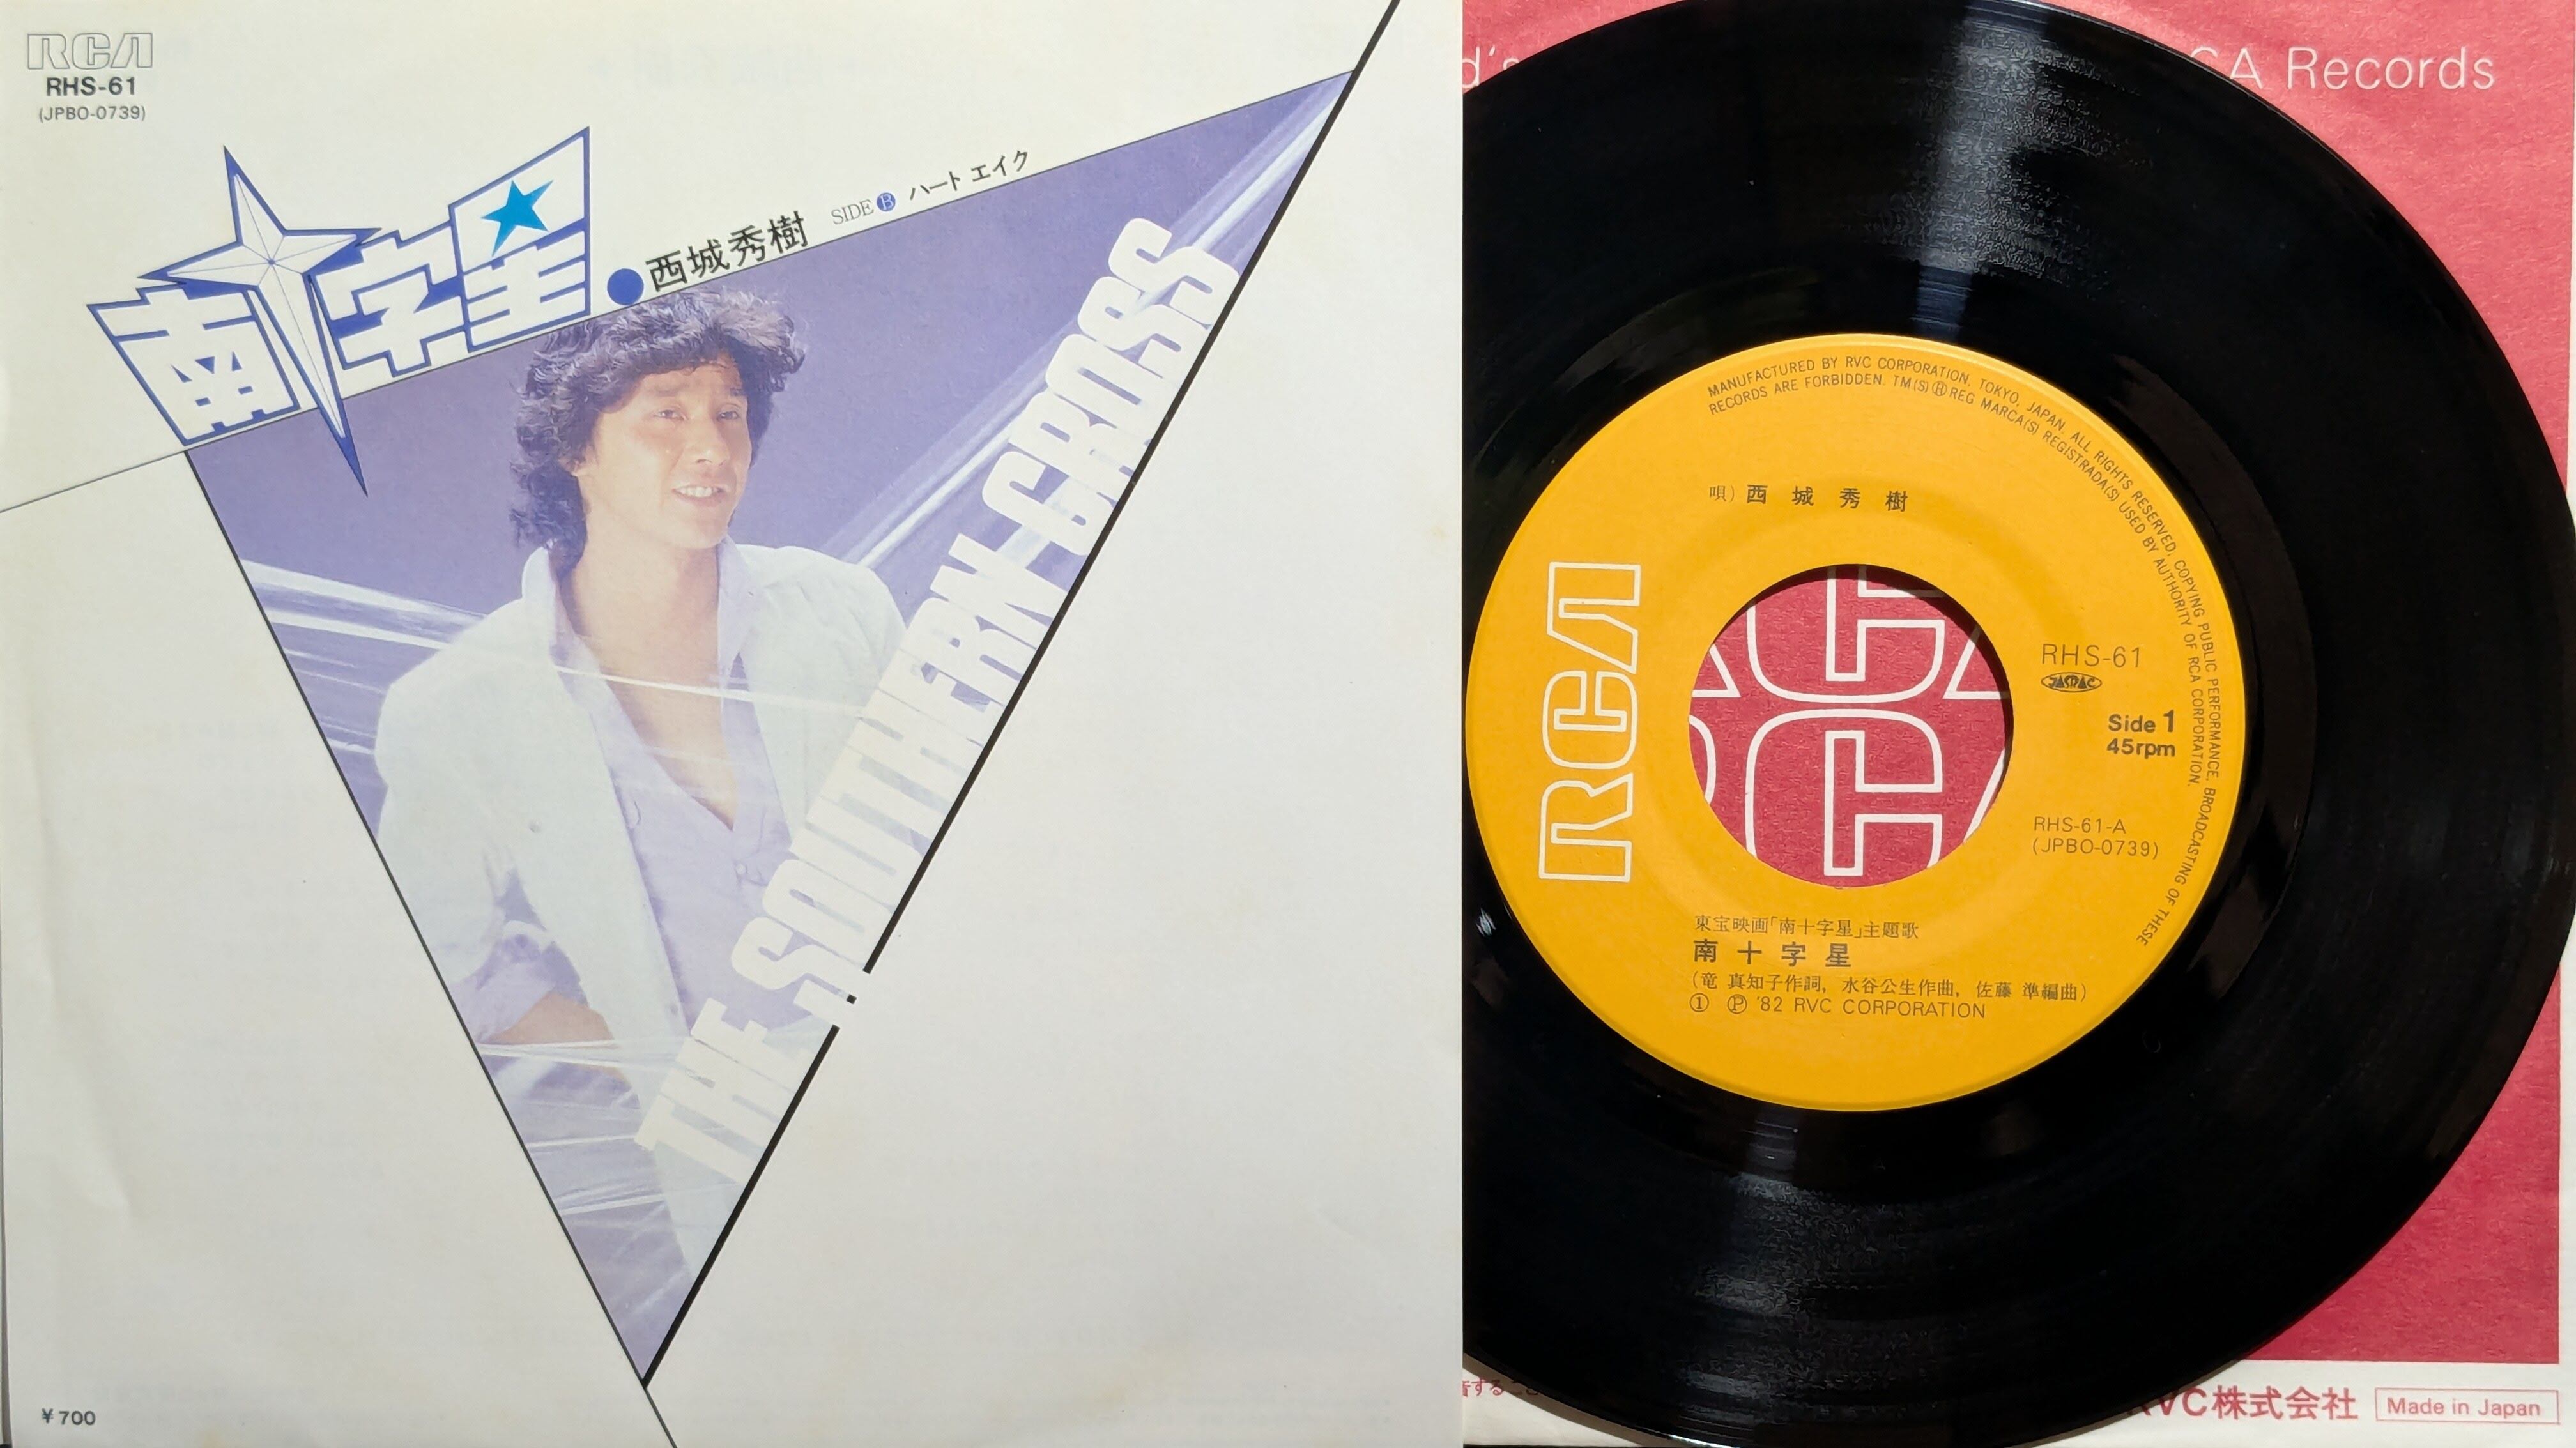 RCA
RHS-61
(JPBO-0739)
南十字星
●西城秀樹
SIDE B ハート エイク
THE SOUTHERN CROSS
¥700
d's
CA Records
MANUFACTURED BY RVC CORPORATION, TOKYO, JAPAN. ALL RIGHTS RESERVED. COPYING, PUBLIC PERFORMANCE, BROADCASTING OF THESE
RECORDS ARE FORBIDDEN. TM(S) ® REG MARCA(S) REGISTRADA(S) USED BY AUTHORITY OF RCA CORPORATION.
唄) 西城秀樹
RCA
RHS-61
JASRAC
Side 1
45rpm
RHS-61-A
(JPBO-0739)
東宝映画「南十字星」主題歌
南十字星
(竜 真知子作詞, 水谷公生作曲, 佐藤 準編曲)
① Ⓟ '82 RVC CORPORATION
RVC株式会社
Made in Japan